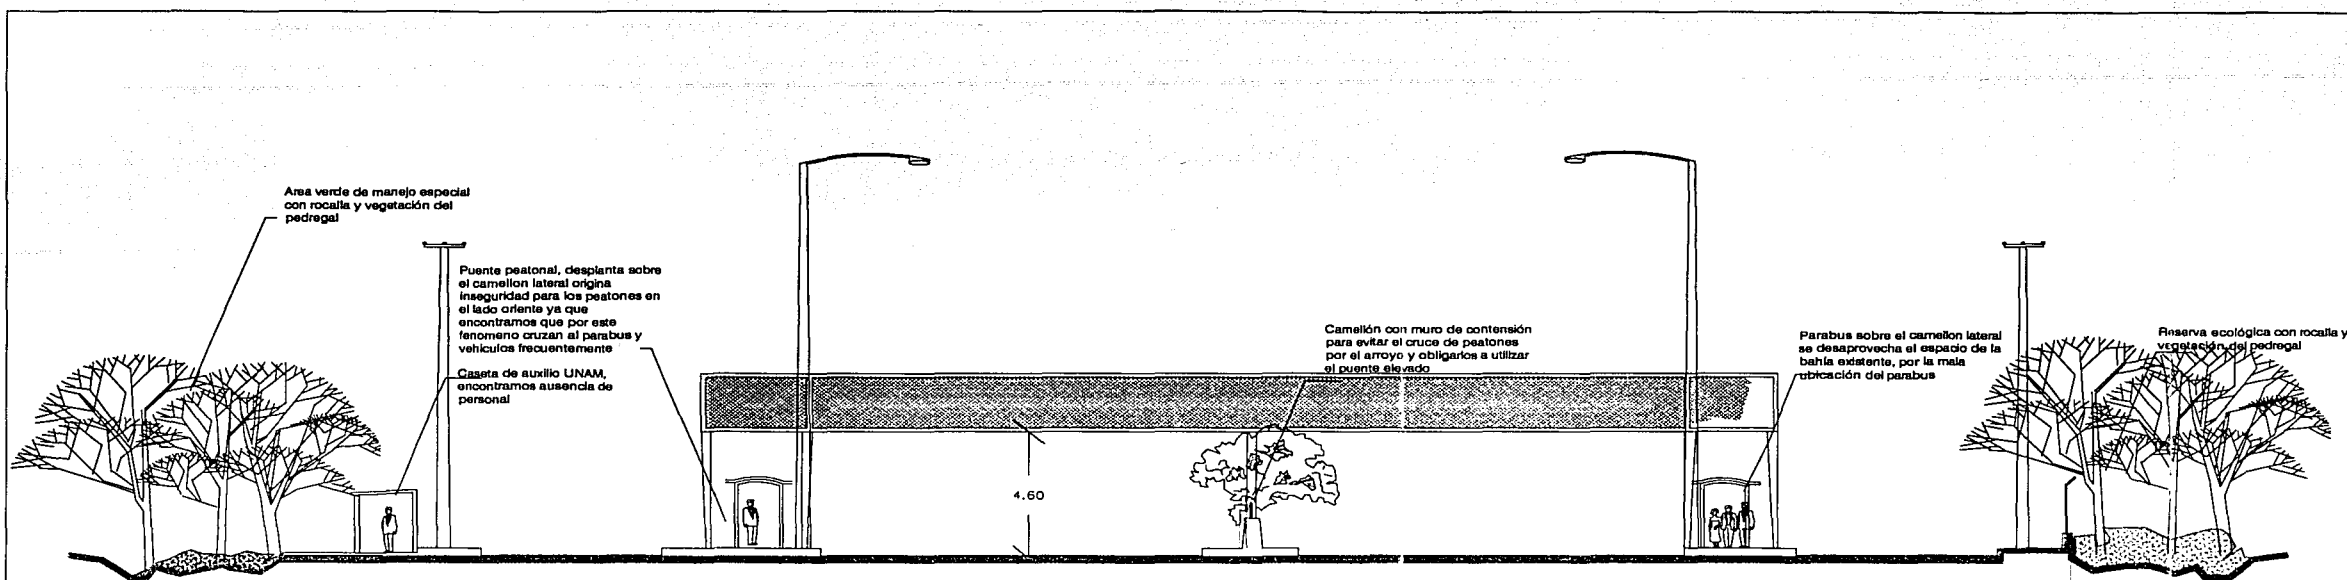 Area verde de manejo especial
con rocalla y vegetación del
pedregal
Puente peatonal, desplanta sobre
el camellon lateral origina
inseguridad para los peatones en
el lado oriente ya que
encontramos que por este
fenomeno cruzan al parabus y
vehiculos frecuentemente
Caseta de auxilio UNAM,
encontramos ausencia de
personal
4.60
Camellón con muro de contensión
para evitar el cruce de peatones
por el arroyo y obligarlos a utilizar
el puente elevado
Parabus sobre el camellon lateral
se desaprovecha el espacio de la
bahía existente, por la mala
ubicación del parabus
Reserva ecológica con rocalla y
vegetación del pedregal